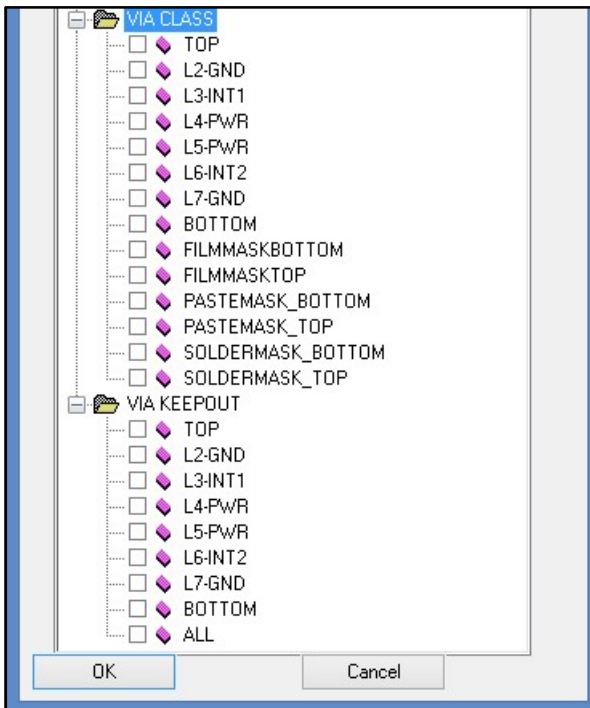 VIA CLASS
TOP
L2-GND
L3-INT1
L4-PWR
L5-PWR
L6-INT2
L7-GND
BOTTOM
FILMMASKBOTTOM
FILMMASKTOP
PASTEMASK_BOTTOM
PASTEMASK_TOP
SOLDERMASK_BOTTOM
SOLDERMASK_TOP
VIA KEEPOUT
TOP
L2-GND
L3-INT1
L4-PWR
L5-PWR
L6-INT2
L7-GND
BOTTOM
ALL
OK Cancel